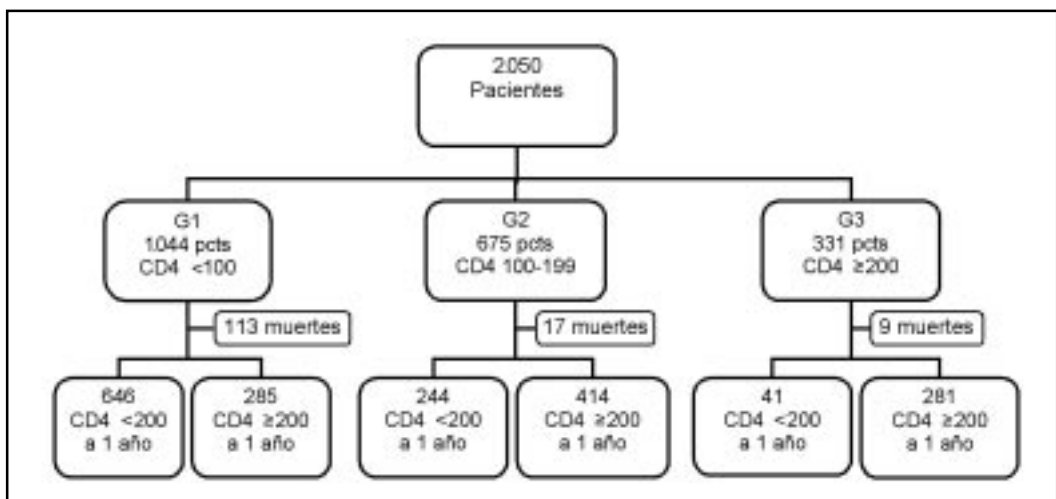 2.050
Pacientes
G1
1.044 pcts
CD4 <100
G2
675 pcts
CD4 100-199
G3
331 pcts
CD4 ≥200
113 muertes
17 muertes
9 muertes
646
CD4 <200
a 1 año
285
CD4 ≥200
a 1 año
244
CD4 <200
a 1 año
414
CD4 ≥200
a 1 año
41
CD4 <200
a 1 año
281
CD4 ≥200
a 1 año